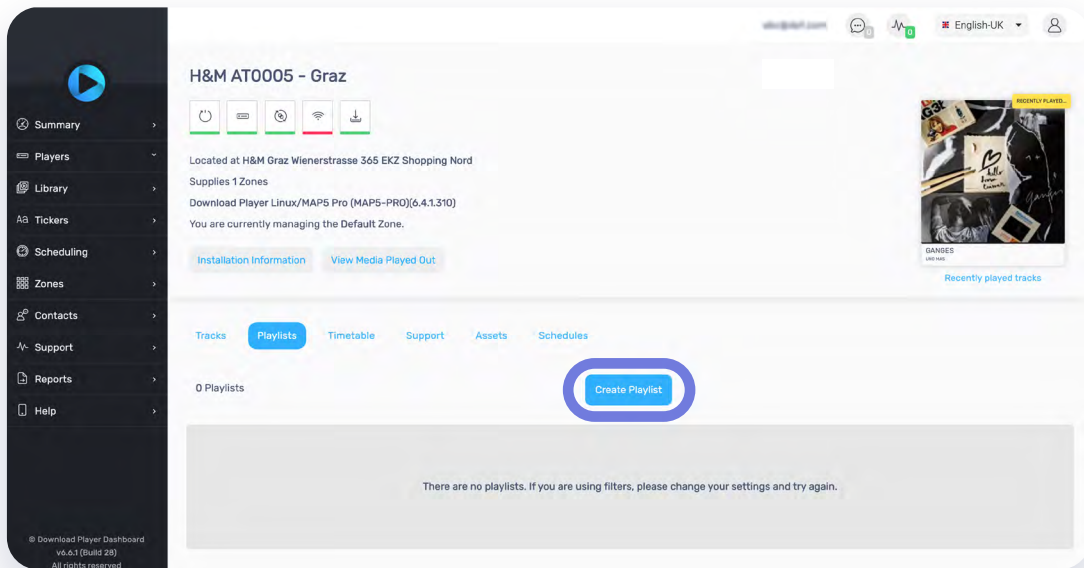 English-UK
0
0
H&M AT0005 - Graz
RECENTLY PLAYED...
Summary
Players
Library
Aa Tickers
Scheduling
Zones
Contacts
Support
Reports
Help
Located at H&M Graz Wienerstrasse 365 EKZ Shopping Nord
Supplies 1 Zones
Download Player Linux/MAP5 Pro (MAP5-PRO)(6.4.1.310)
You are currently managing the Default Zone.
Installation Information
View Media Played Out
GANGES
Recently played tracks
Tracks
Playlists
Timetable
Support
Assets
Schedules
0 Playlists
Create Playlist
There are no playlists. If you are using filters, please change your settings and try again.
© Download Player Dashboard
v6.6.1 (Build 28)
All rights reserved